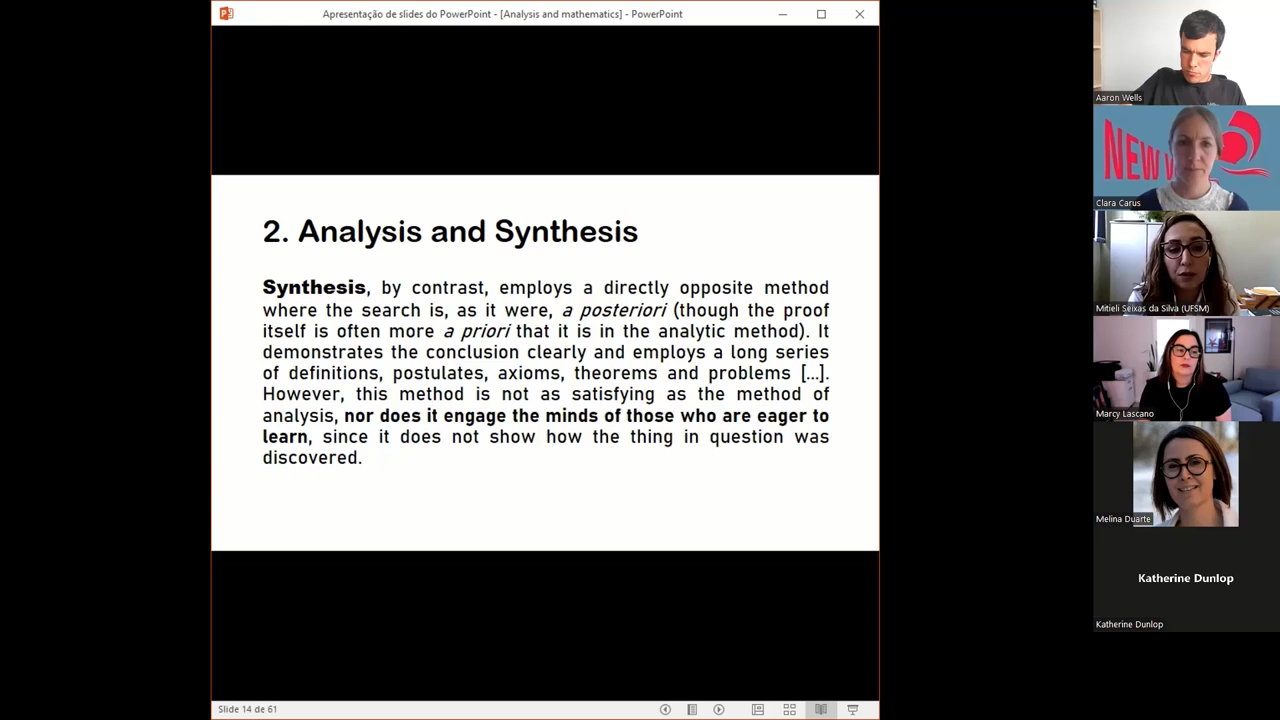 Apresentação de slides do PowerPoint - [Analysis and mathematics] - PowerPoint
2. Analysis and Synthesis
Synthesis, by contrast, employs a directly opposite method
where the search is, as it were, a posteriori (though the proof
itself is often more a priori that it is in the analytic method). It
demonstrates the conclusion clearly and employs a long series
of definitions, postulates, axioms, theorems and problems [...].
However, this method is not as satisfying as the method of
analysis, nor does it engage the minds of those who are eager to
learn, since it does not show how the thing in question was
discovered.
Slide 14 de 61
Aaron Wells
NEW
Clara Carus
Mitieli Seixas da Silva (UFSM)
Marcy Lascano
Melina Duarte
Katherine Dunlop
Katherine Dunlop